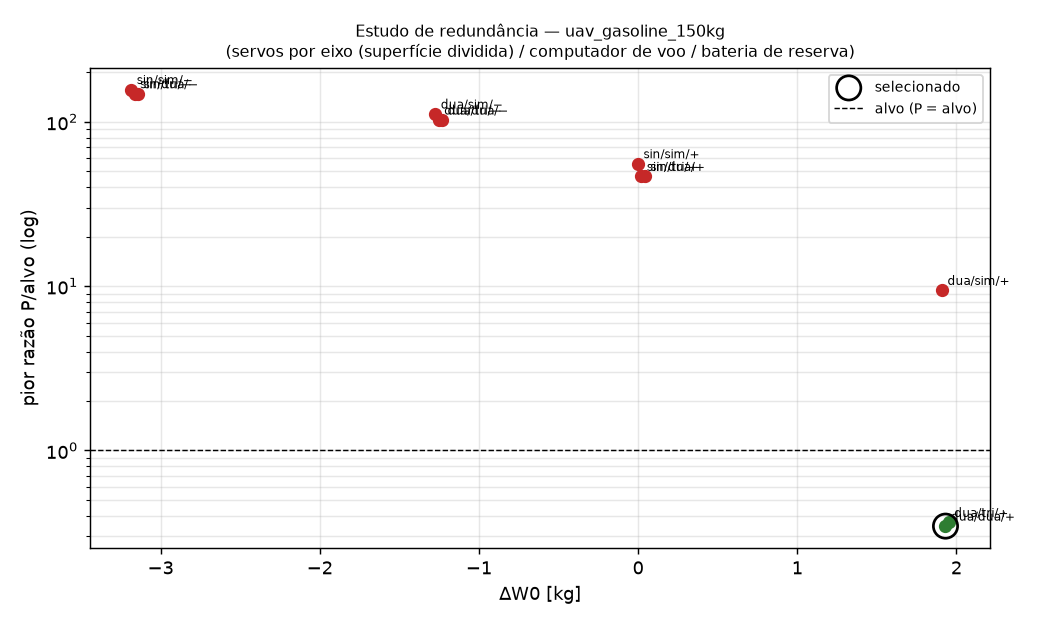 Estudo de redundância — uav_gasoline_150kg
(servos por eixo (superfície dividida) / computador de voo / bateria de reserva)
selecionado
alvo (P = alvo)
sin/sim/−
dua/sim/−
sin/sim/+
dua/sim/+
dua/tri/+
dua/dua/+
10²
10¹
10⁰
pior razão P/alvo (log)
−3
−2
−1
0
1
2
ΔW0 [kg]